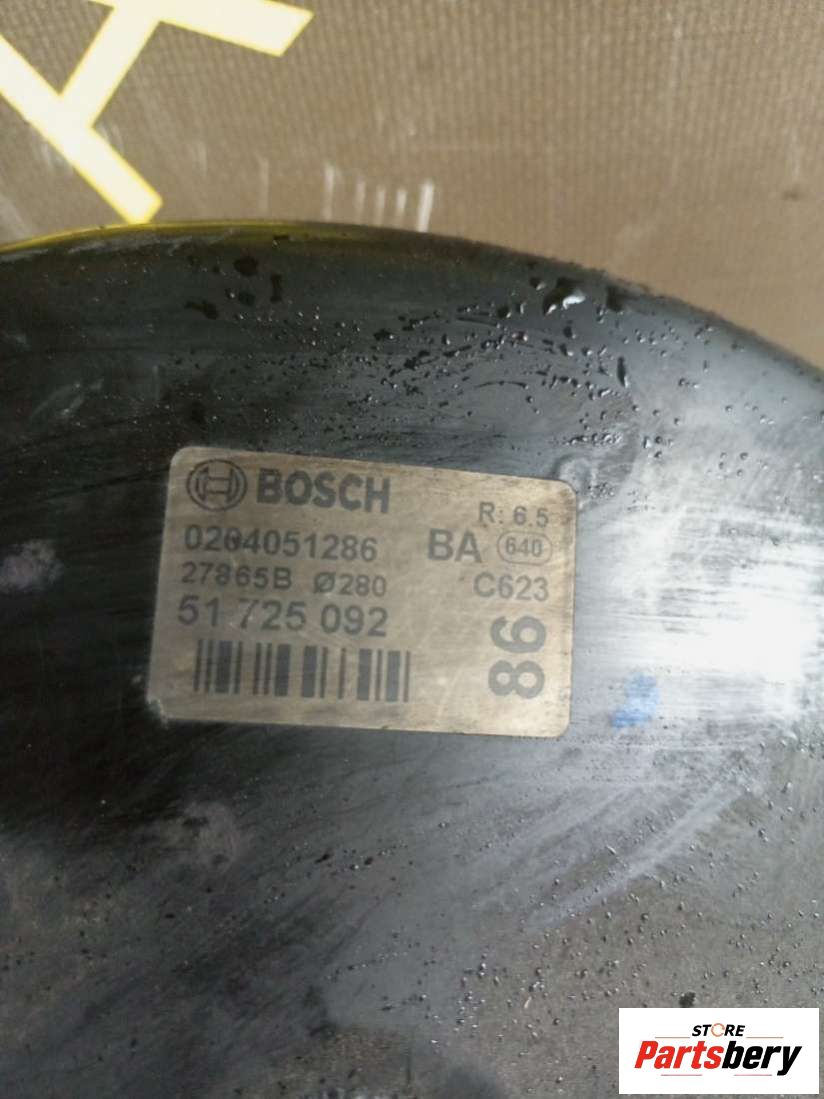 A
BOSCH
R: 6.5
0204051286 BA 640
27865B Ø280 C623
51 725 092
86
STORE
Partsbery